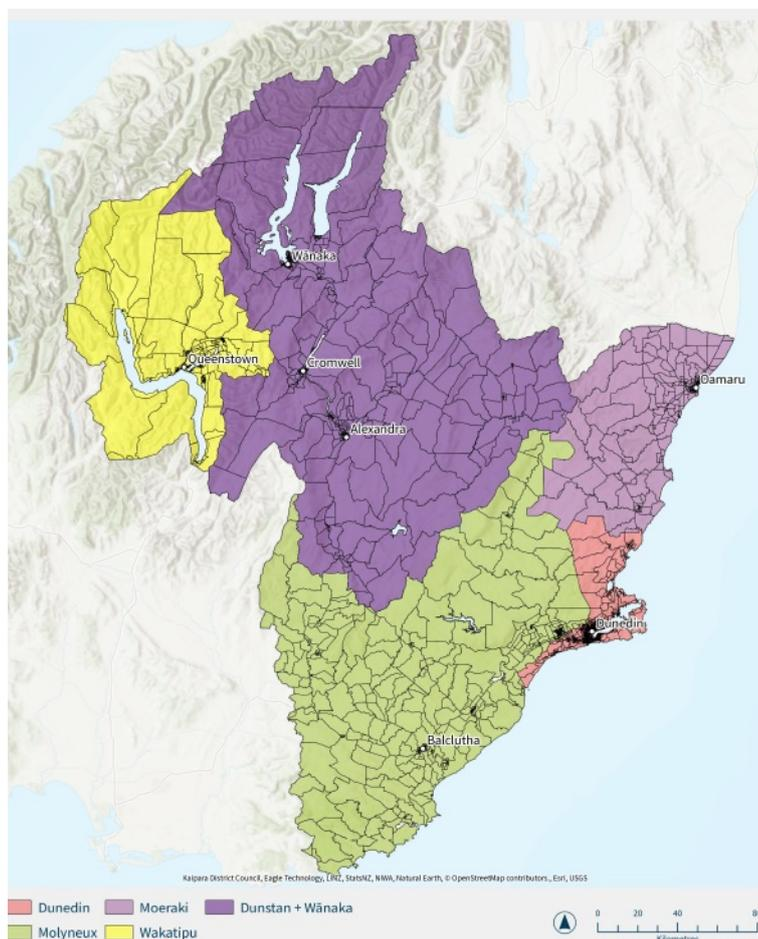 Wānaka
Queenstown
Cromwell
Oamaru
Alexandra
Dunedin
Balclutha
Kaipara District Council, Eagle Technology, LINZ, StatsNZ, NIWA, Natural Earth, © OpenStreetMap contributors., Esri, USGS
Dunedin Moeraki Dunstan + Wānaka
Molyneux Wakatipu
0 20 40